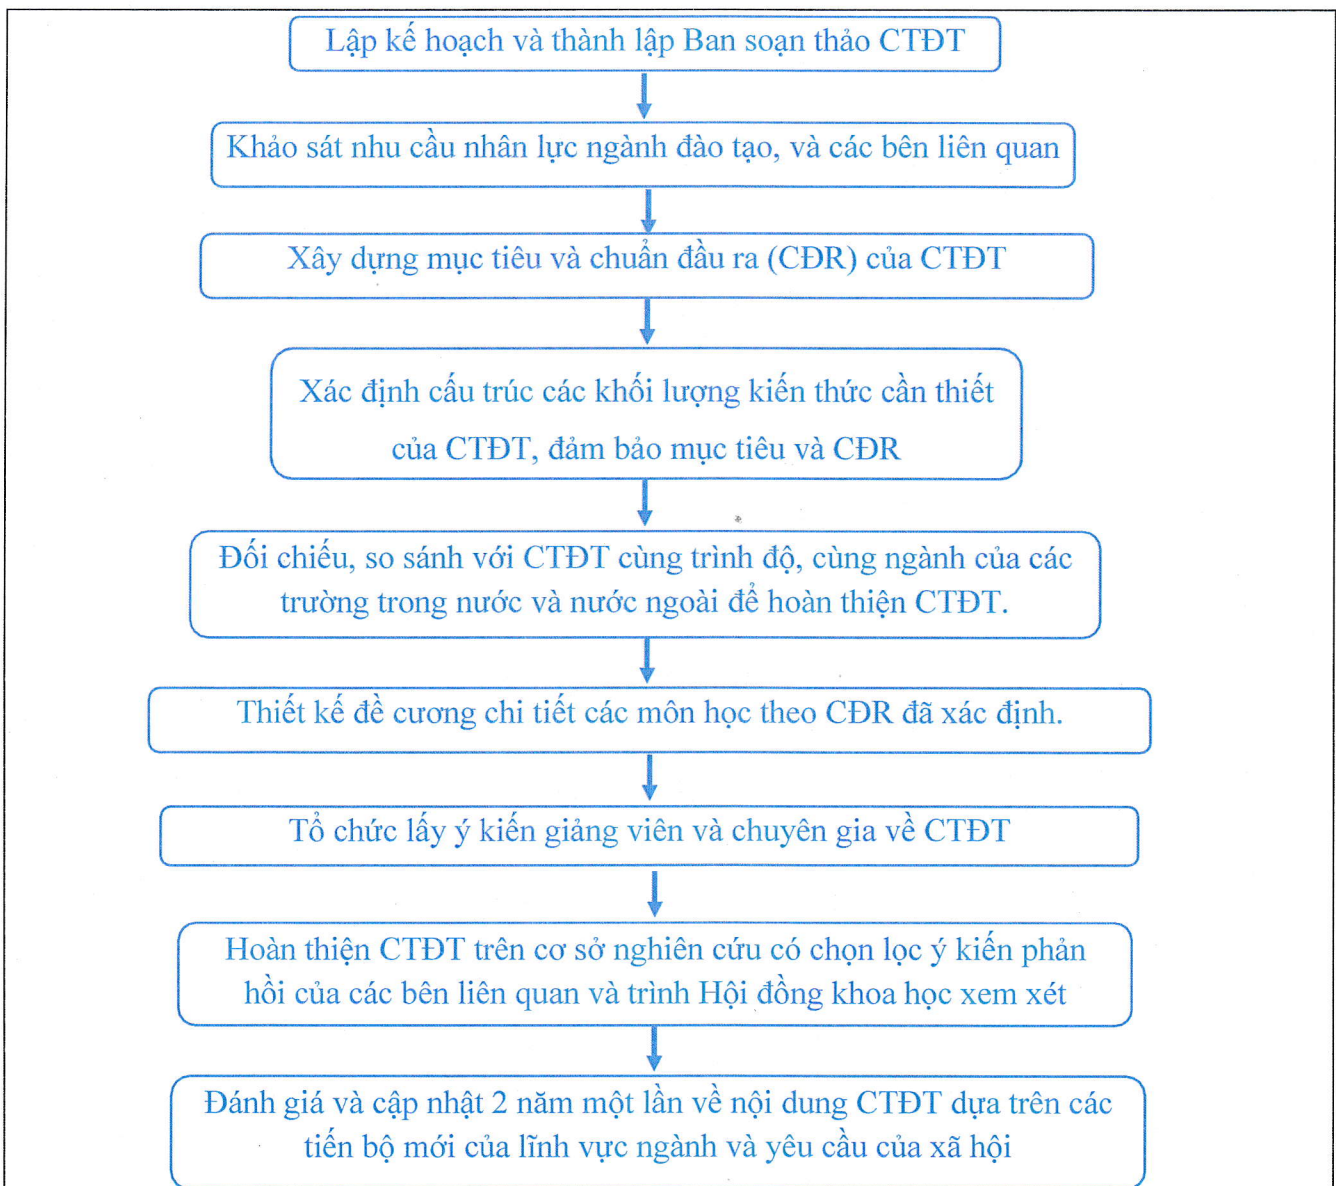 Lập kế hoạch và thành lập Ban soạn thảo CTĐT
Khảo sát nhu cầu nhân lực ngành đào tạo, và các bên liên quan
Xây dựng mục tiêu và chuẩn đầu ra (CĐR) của CTĐT
Xác định cấu trúc các khối lượng kiến thức cần thiết
của CTĐT, đảm bảo mục tiêu và CĐR
Đối chiếu, so sánh với CTĐT cùng trình độ, cùng ngành của các
trường trong nước và nước ngoài để hoàn thiện CTĐT.
Thiết kế đề cương chi tiết các môn học theo CĐR đã xác định.
Tổ chức lấy ý kiến giảng viên và chuyên gia về CTĐT
Hoàn thiện CTĐT trên cơ sở nghiên cứu có chọn lọc ý kiến phản
hồi của các bên liên quan và trình Hội đồng khoa học xem xét
Đánh giá và cập nhật 2 năm một lần về nội dung CTĐT dựa trên các
tiến bộ mới của lĩnh vực ngành và yêu cầu của xã hội